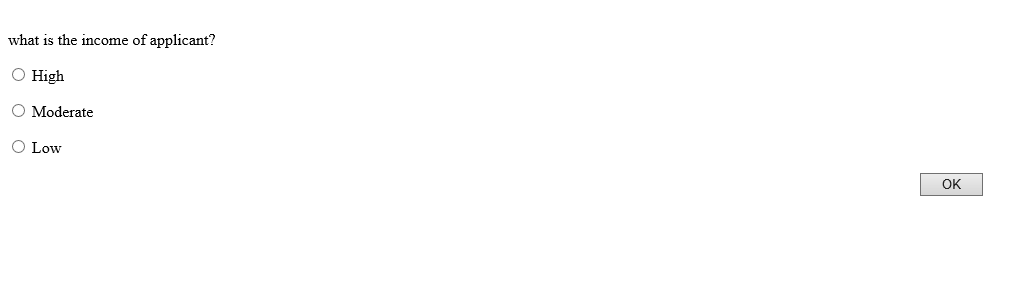 what is the income of applicant?
High
Moderate
Low
OK